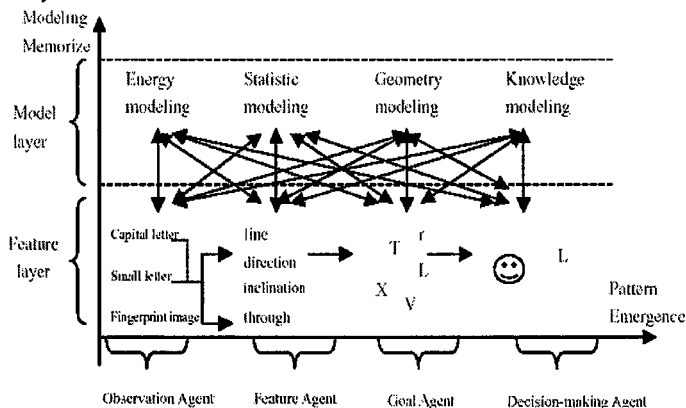 Modeling
Memorize
Energy modeling
Statistic modeling
Geometry modeling
Knowledge modeling
Model layer
Feature layer
Capital letter
Small letter
Fingerprint image
line
direction
inclination
through
T
r
L
X
V
L
Pattern
Emergence
Observation Agent
Feature Agent
Goal Agent
Decision-making Agent